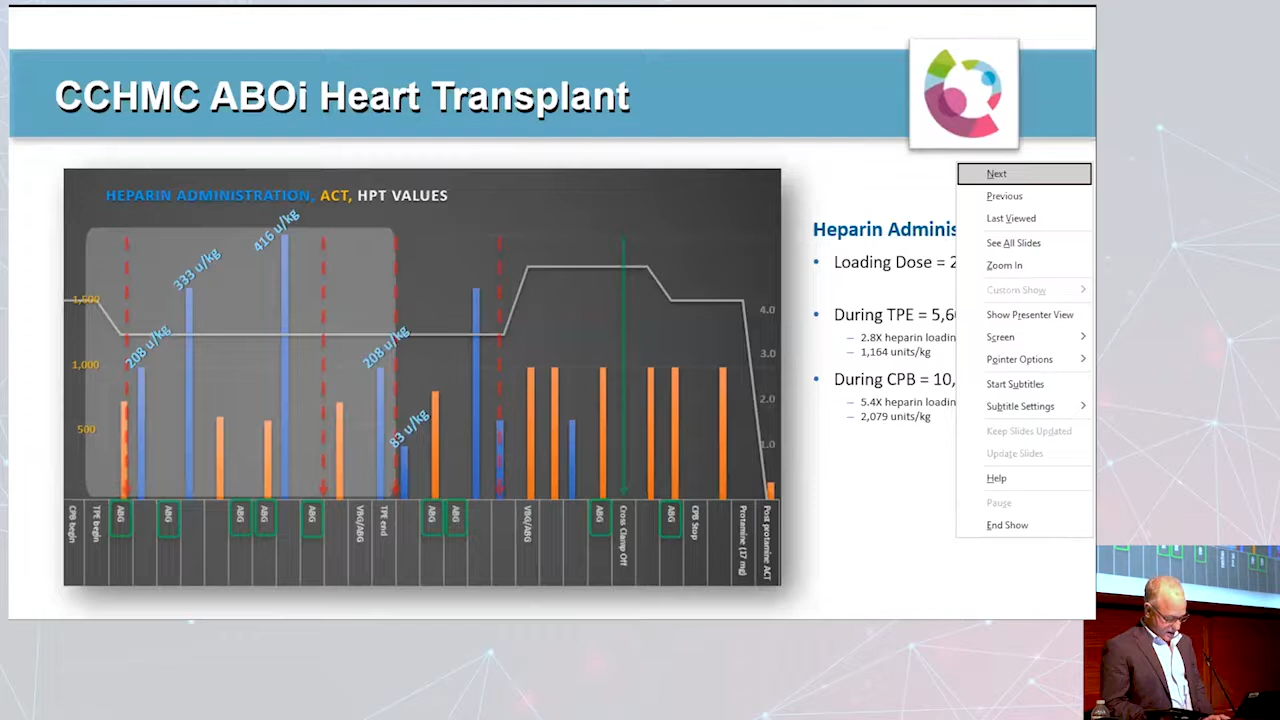 CCHMC ABOi Heart Transplant
HEPARIN ADMINISTRATION, ACT, HPT VALUES
208 u/kg
333 u/kg
416 u/kg
208 u/kg
83 u/kg
1,500
1,000
500
4.0
3.0
2.0
1.0
CPB begin
TPE begin
ABG
ABG
ABG
ABG
ABG
VBG/ABG
TPE end
ABG
ABG
VBG/ABG
ABG
Cross Clamp Off
ABG
CPB Stop
Protamine (17 mg)
Post protamine ACT
Heparin Adminis
• Loading Dose = 2
• During TPE = 5,6
– 2.8X heparin loadin
– 1,164 units/kg
• During CPB = 10,
– 5.4X heparin loadin
– 2,079 units/kg
Next
Previous
Last Viewed
See All Slides
Zoom In
Custom Show
Show Presenter View
Screen
Pointer Options
Start Subtitles
Subtitle Settings
Keep Slides Updated
Update Slides
Help
Pause
End Show